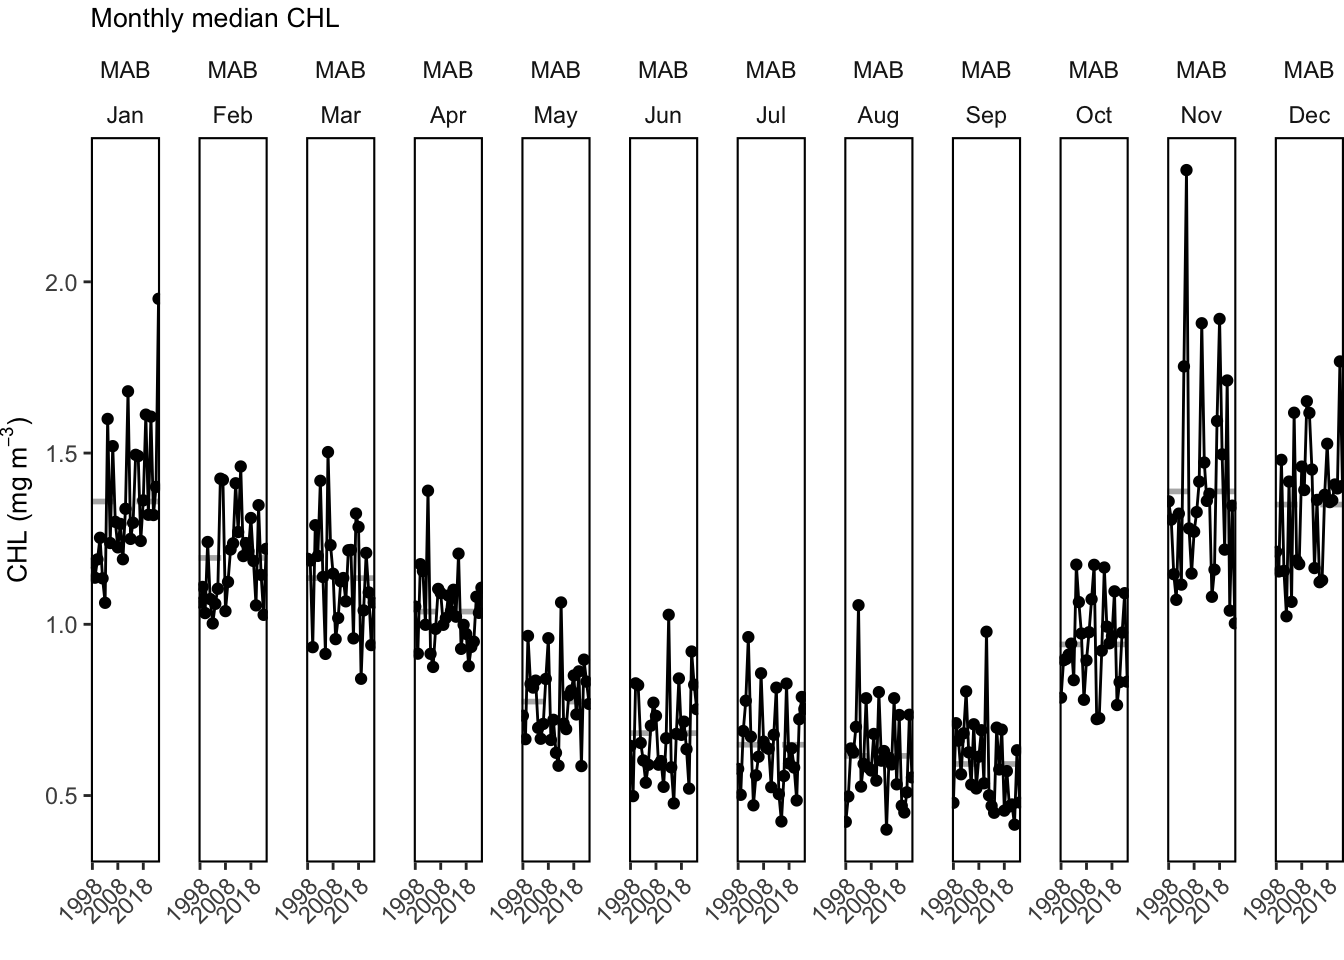 Monthly median CHL
MAB MAB MAB MAB MAB MAB MAB MAB MAB MAB MAB MAB
Jan Feb Mar Apr May Jun Jul Aug Sep Oct Nov Dec
2.0
1.5
1.0
0.5
CHL (mg m⁻³)
1998 2008 2018 1998 2008 2018 1998 2008 2018 1998 2008 2018 1998 2008 2018 1998 2008 2018 1998 2008 2018 1998 2008 2018 1998 2008 2018 1998 2008 2018 1998 2008 2018 1998 2008 2018